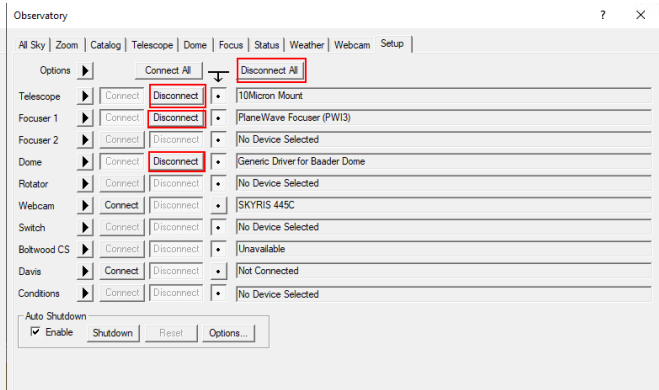 Observatory ? ×
All Sky Zoom Catalog Telescope Dome Focus Status Weather Webcam Setup
Options Connect All Disconnect All
Telescope Connect Disconnect 10Micron Mount
Focuser 1 Connect Disconnect PlaneWave Focuser (PWI3)
Focuser 2 Connect Disconnect No Device Selected
Dome Connect Disconnect Generic Driver for Baader Dome
Rotator Connect Disconnect No Device Selected
Webcam Connect Disconnect SKYRIS 445C
Switch Connect Disconnect No Device Selected
Boltwood CS Connect Disconnect Unavailable
Davis Connect Disconnect Not Connected
Conditions Connect Disconnect No Device Selected
Auto Shutdown
Enable Shutdown Reset Options...